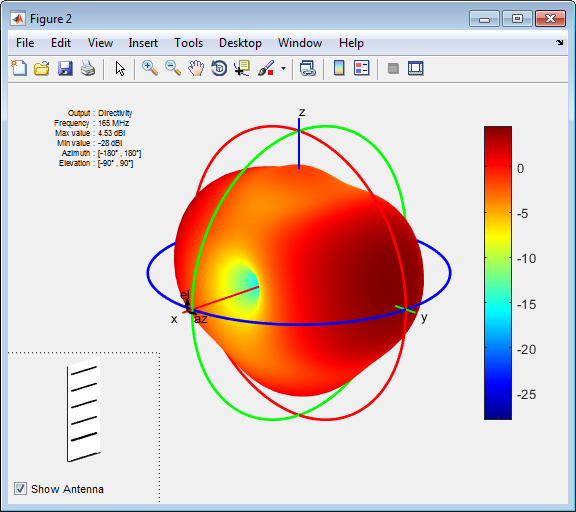 Figure 2
File Edit View Insert Tools Desktop Window Help
Output : Directivity
Frequency : 165 MHz
Max value : 4.53 dBi
Min value : -28 dBi
Azimuth : [-180° , 180°]
Elevation : [-90° , 90°]
z
0
-5
-10
-15
-20
-25
el
x az
y
Show Antenna